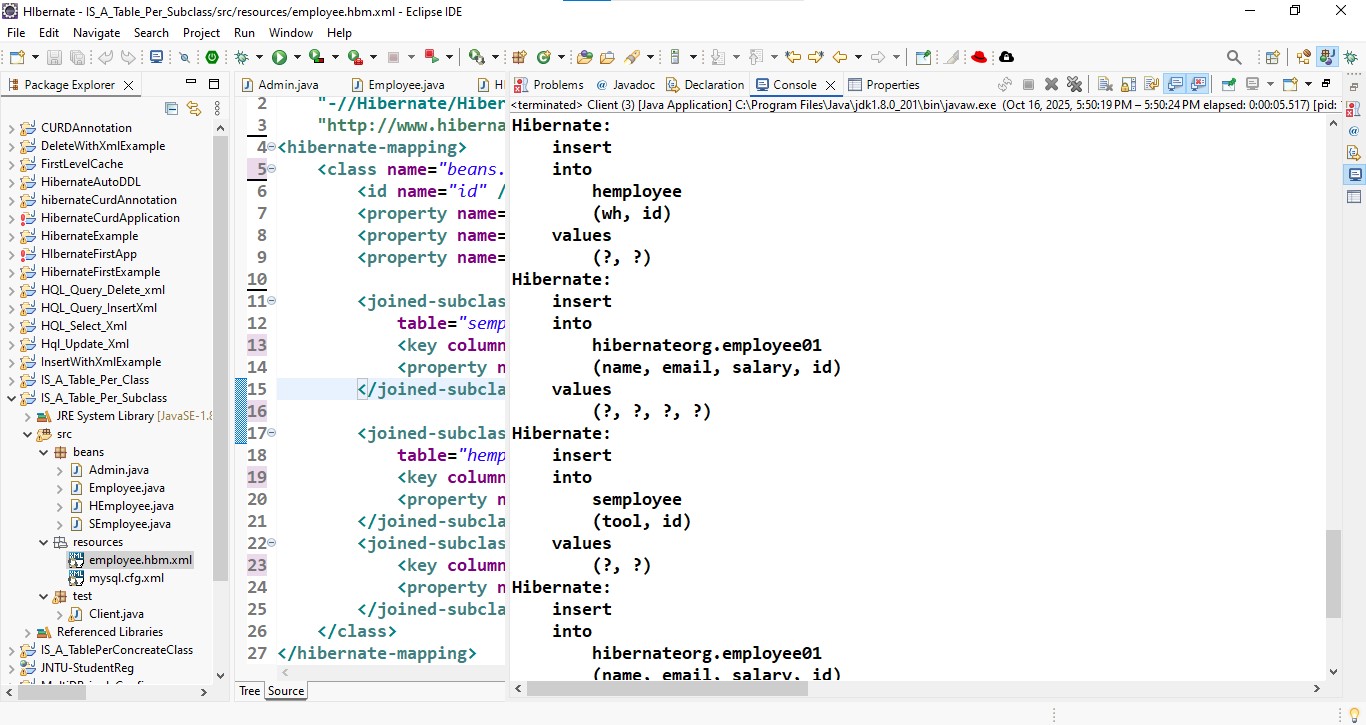 HIbernate - IS_A_Table_Per_Subclass/src/resources/employee.hbm.xml - Eclipse IDE
File Edit Navigate Search Project Run Window Help
Package Explorer
CURDAnnotation
DeleteWithXmlExample
FirstLevelCache
HibernateAutoDDL
hibernateCurdAnnotation
HibernateCurdApplication
HibernateExample
HIbernateFirstApp
HibernateFirstExample
HQL_Query_Delete_xml
HQL_Query_InsertXml
HQL_Select_Xml
Hql_Update_Xml
InsertWithXmlExample
IS_A_Table_Per_Class
IS_A_Table_Per_Subclass
JRE System Library [JavaSE-1.8
src
beans
Admin.java
Employee.java
HEmployee.java
SEmployee.java
resources
employee.hbm.xml
mysql.cfg.xml
test
Client.java
Referenced Libraries
IS_A_TablePerConcreateClass
JNTU-StudentReg
Admin.java Employee.java H
2 "-//Hibernate/Hiber
3 "http://www.hiberna
4 <hibernate-mapping>
5 <class name="beans.
6 <id name="id" /
7 <property name=
8 <property name=
9 <property name=
10
11 <joined-subclas
12 table="semp
13 <key column
14 <property n
15 </joined-subcla
16
17 <joined-subclas
18 table="hemp
19 <key column
20 <property n
21 </joined-subcla
22 <joined-subclas
23 <key column
24 <property n
25 </joined-subcla
26 </class>
27 </hibernate-mapping>
Tree Source
Problems Javadoc Declaration Console Properties
<terminated> Client (3) [Java Application] C:\Program Files\Java\jdk1.8.0_201\bin\javaw.exe (Oct 16, 2025, 5:50:19 PM – 5:50:24 PM elapsed: 0:00:05.517) [pid:
Hibernate:
insert
into
hemployee
(wh, id)
values
(?, ?)
Hibernate:
insert
into
hibernateorg.employee01
(name, email, salary, id)
values
(?, ?, ?, ?)
Hibernate:
insert
into
semployee
(tool, id)
values
(?, ?)
Hibernate:
insert
into
hibernateorg.employee01
(name, email, salary, id)